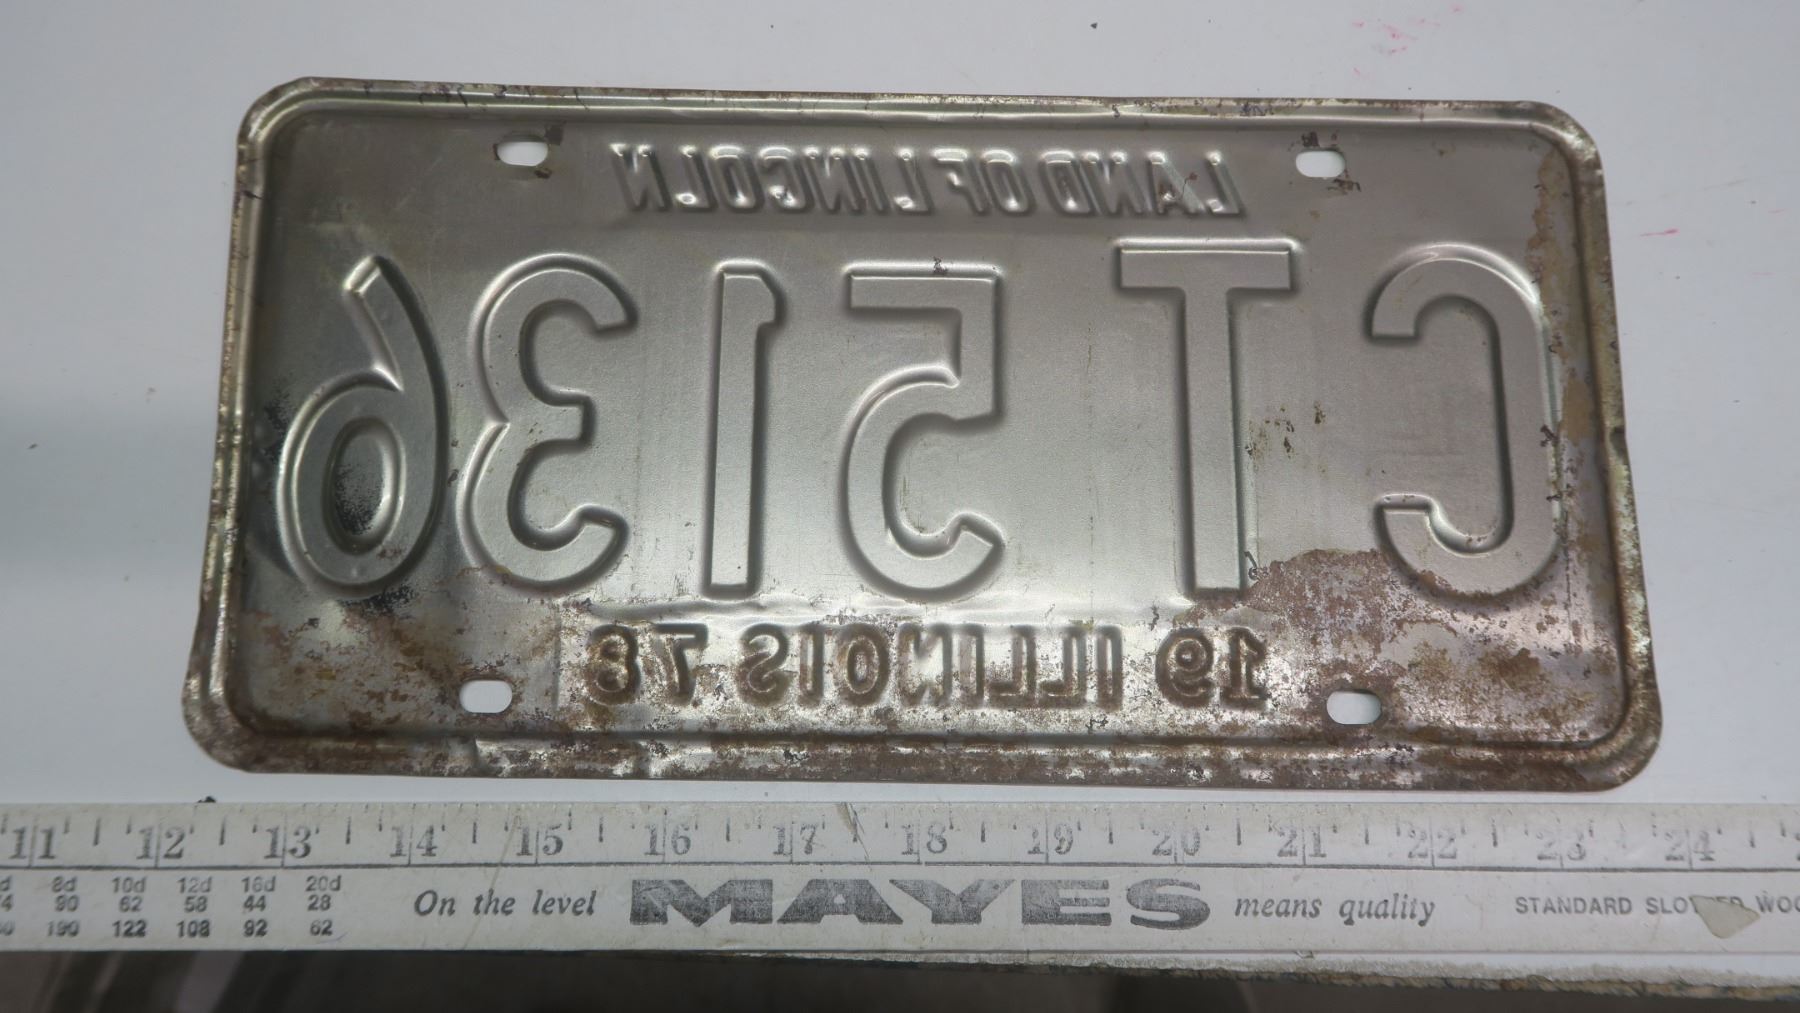 LAND OF LINCOLN
CT 5136
19 ILLINOIS 78
11 12 13 14 15 16 17 18 19 20 21 22 23 24
8d 10d 12d 16d 20d
90 62 58 44 28
190 122 108 92 62
On the level MAYES means quality STANDARD